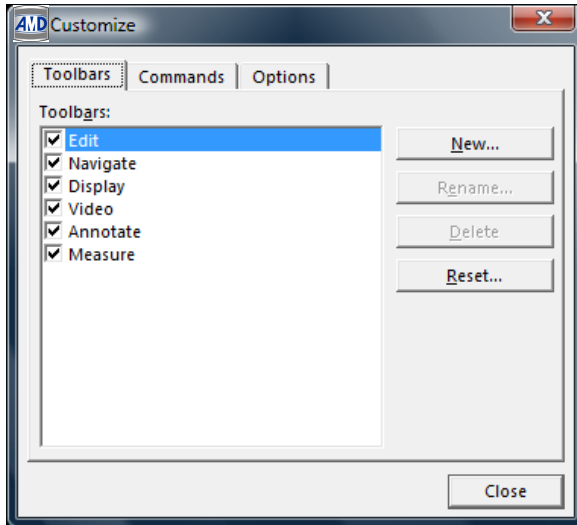 AMD Customize
Toolbars Commands Options
Toolbars:
Edit
Navigate
Display
Video
Annotate
Measure
New...
Rename...
Delete
Reset...
Close